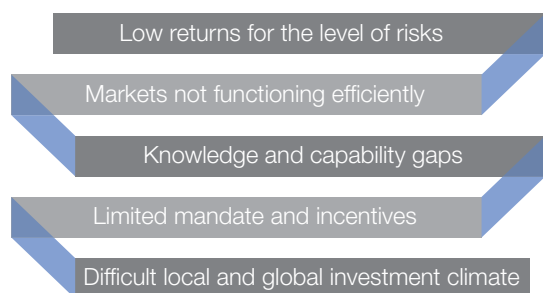 Low returns for the level of risks
Markets not functioning efficiently
Knowledge and capability gaps
Limited mandate and incentives
Difficult local and global investment climate